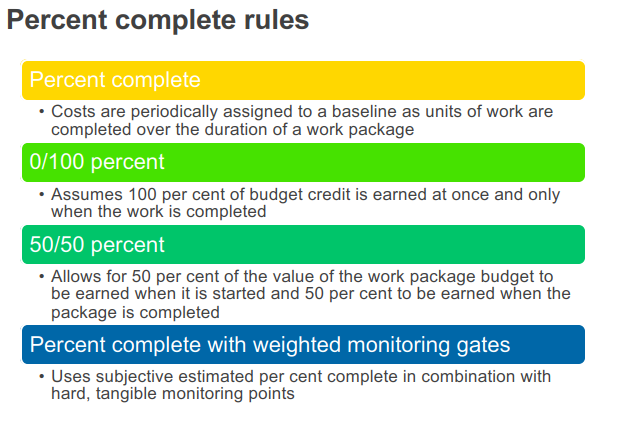 Percent complete rules
Percent complete
• Costs are periodically assigned to a baseline as units of work are
completed over the duration of a work package
0/100 percent
• Assumes 100 per cent of budget credit is earned at once and only
when the work is completed
50/50 percent
• Allows for 50 per cent of the value of the work package budget to
be earned when it is started and 50 per cent to be earned when the
package is completed
Percent complete with weighted monitoring gates
• Uses subjective estimated per cent complete in combination with
hard, tangible monitoring points